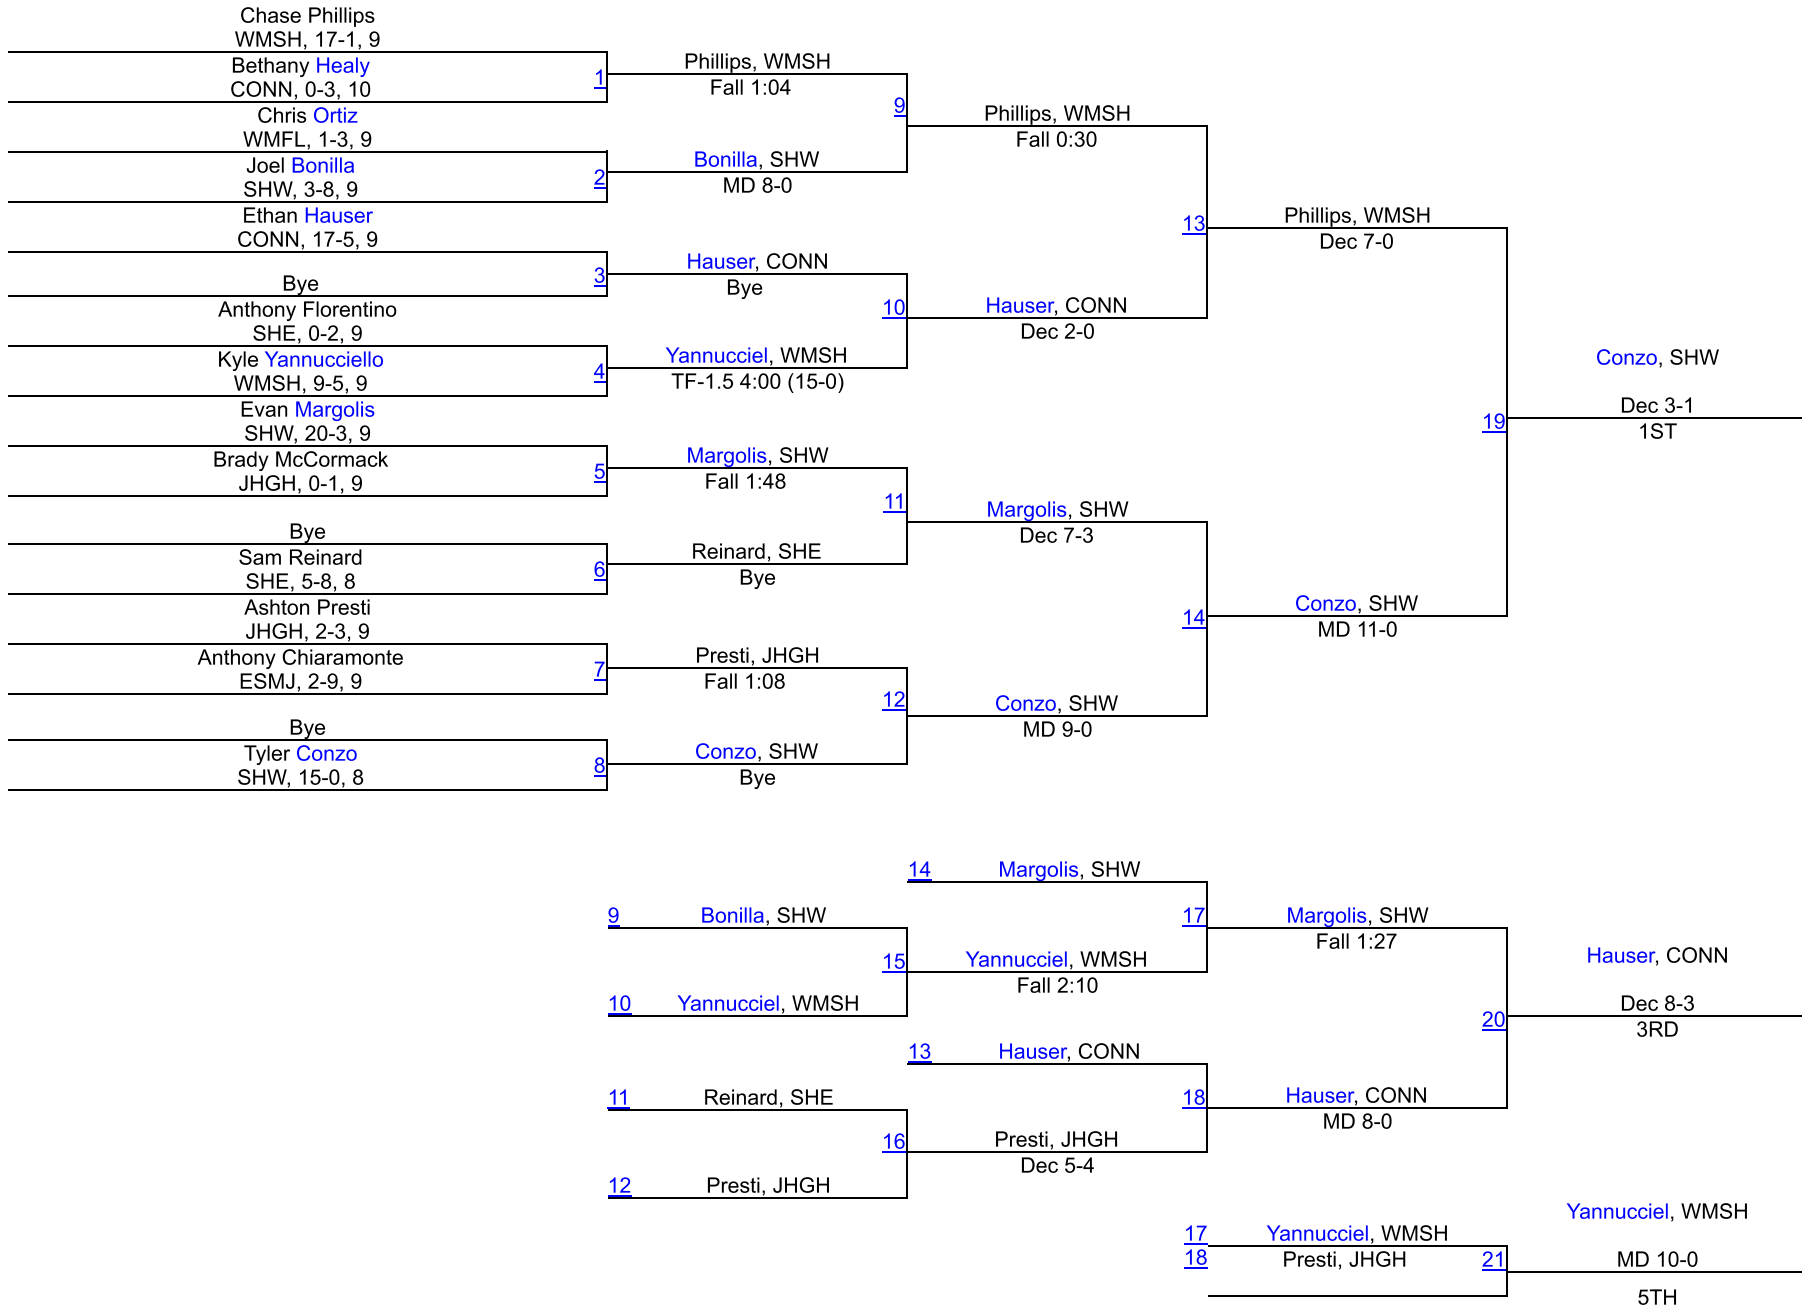 Chase Phillips
WMSH, 17-1, 9
Bethany Healy
CONN, 0-3, 10
1
Chris Ortiz
WMFL, 1-3, 9
Joel Bonilla
SHW, 3-8, 9
2
Ethan Hauser
CONN, 17-5, 9
Bye
3
Anthony Florentino
SHE, 0-2, 9
Kyle Yannucciello
WMSH, 9-5, 9
4
Evan Margolis
SHW, 20-3, 9
Brady McCormack
JHGH, 0-1, 9
5
Bye
Sam Reinard
SHE, 5-8, 8
6
Ashton Presti
JHGH, 2-3, 9
Anthony Chiaramonte
ESMJ, 2-9, 9
7
Bye
Tyler Conzo
SHW, 15-0, 8
8
Phillips, WMSH
Fall 1:04
9
Bonilla, SHW
MD 8-0
Hauser, CONN
Bye
10
Yannucciel, WMSH
TF-1.5 4:00 (15-0)
Margolis, SHW
Fall 1:48
11
Reinard, SHE
Bye
Presti, JHGH
Fall 1:08
12
Conzo, SHW
Bye
Phillips, WMSH
Fall 0:30
13
Hauser, CONN
Dec 2-0
Margolis, SHW
Dec 7-3
14
Conzo, SHW
MD 9-0
Phillips, WMSH
Dec 7-0
19
Conzo, SHW
MD 11-0
Conzo, SHW
Dec 3-1
1ST
14 Margolis, SHW
9 Bonilla, SHW
15
10 Yannucciel, WMSH
17
Yannucciel, WMSH
Fall 2:10
Margolis, SHW
Fall 1:27
13 Hauser, CONN
11 Reinard, SHE
16
12 Presti, JHGH
18
Presti, JHGH
Dec 5-4
Hauser, CONN
MD 8-0
20
Hauser, CONN
Dec 8-3
3RD
17 Yannucciel, WMSH
18 Presti, JHGH
21
Yannucciel, WMSH
MD 10-0
5TH